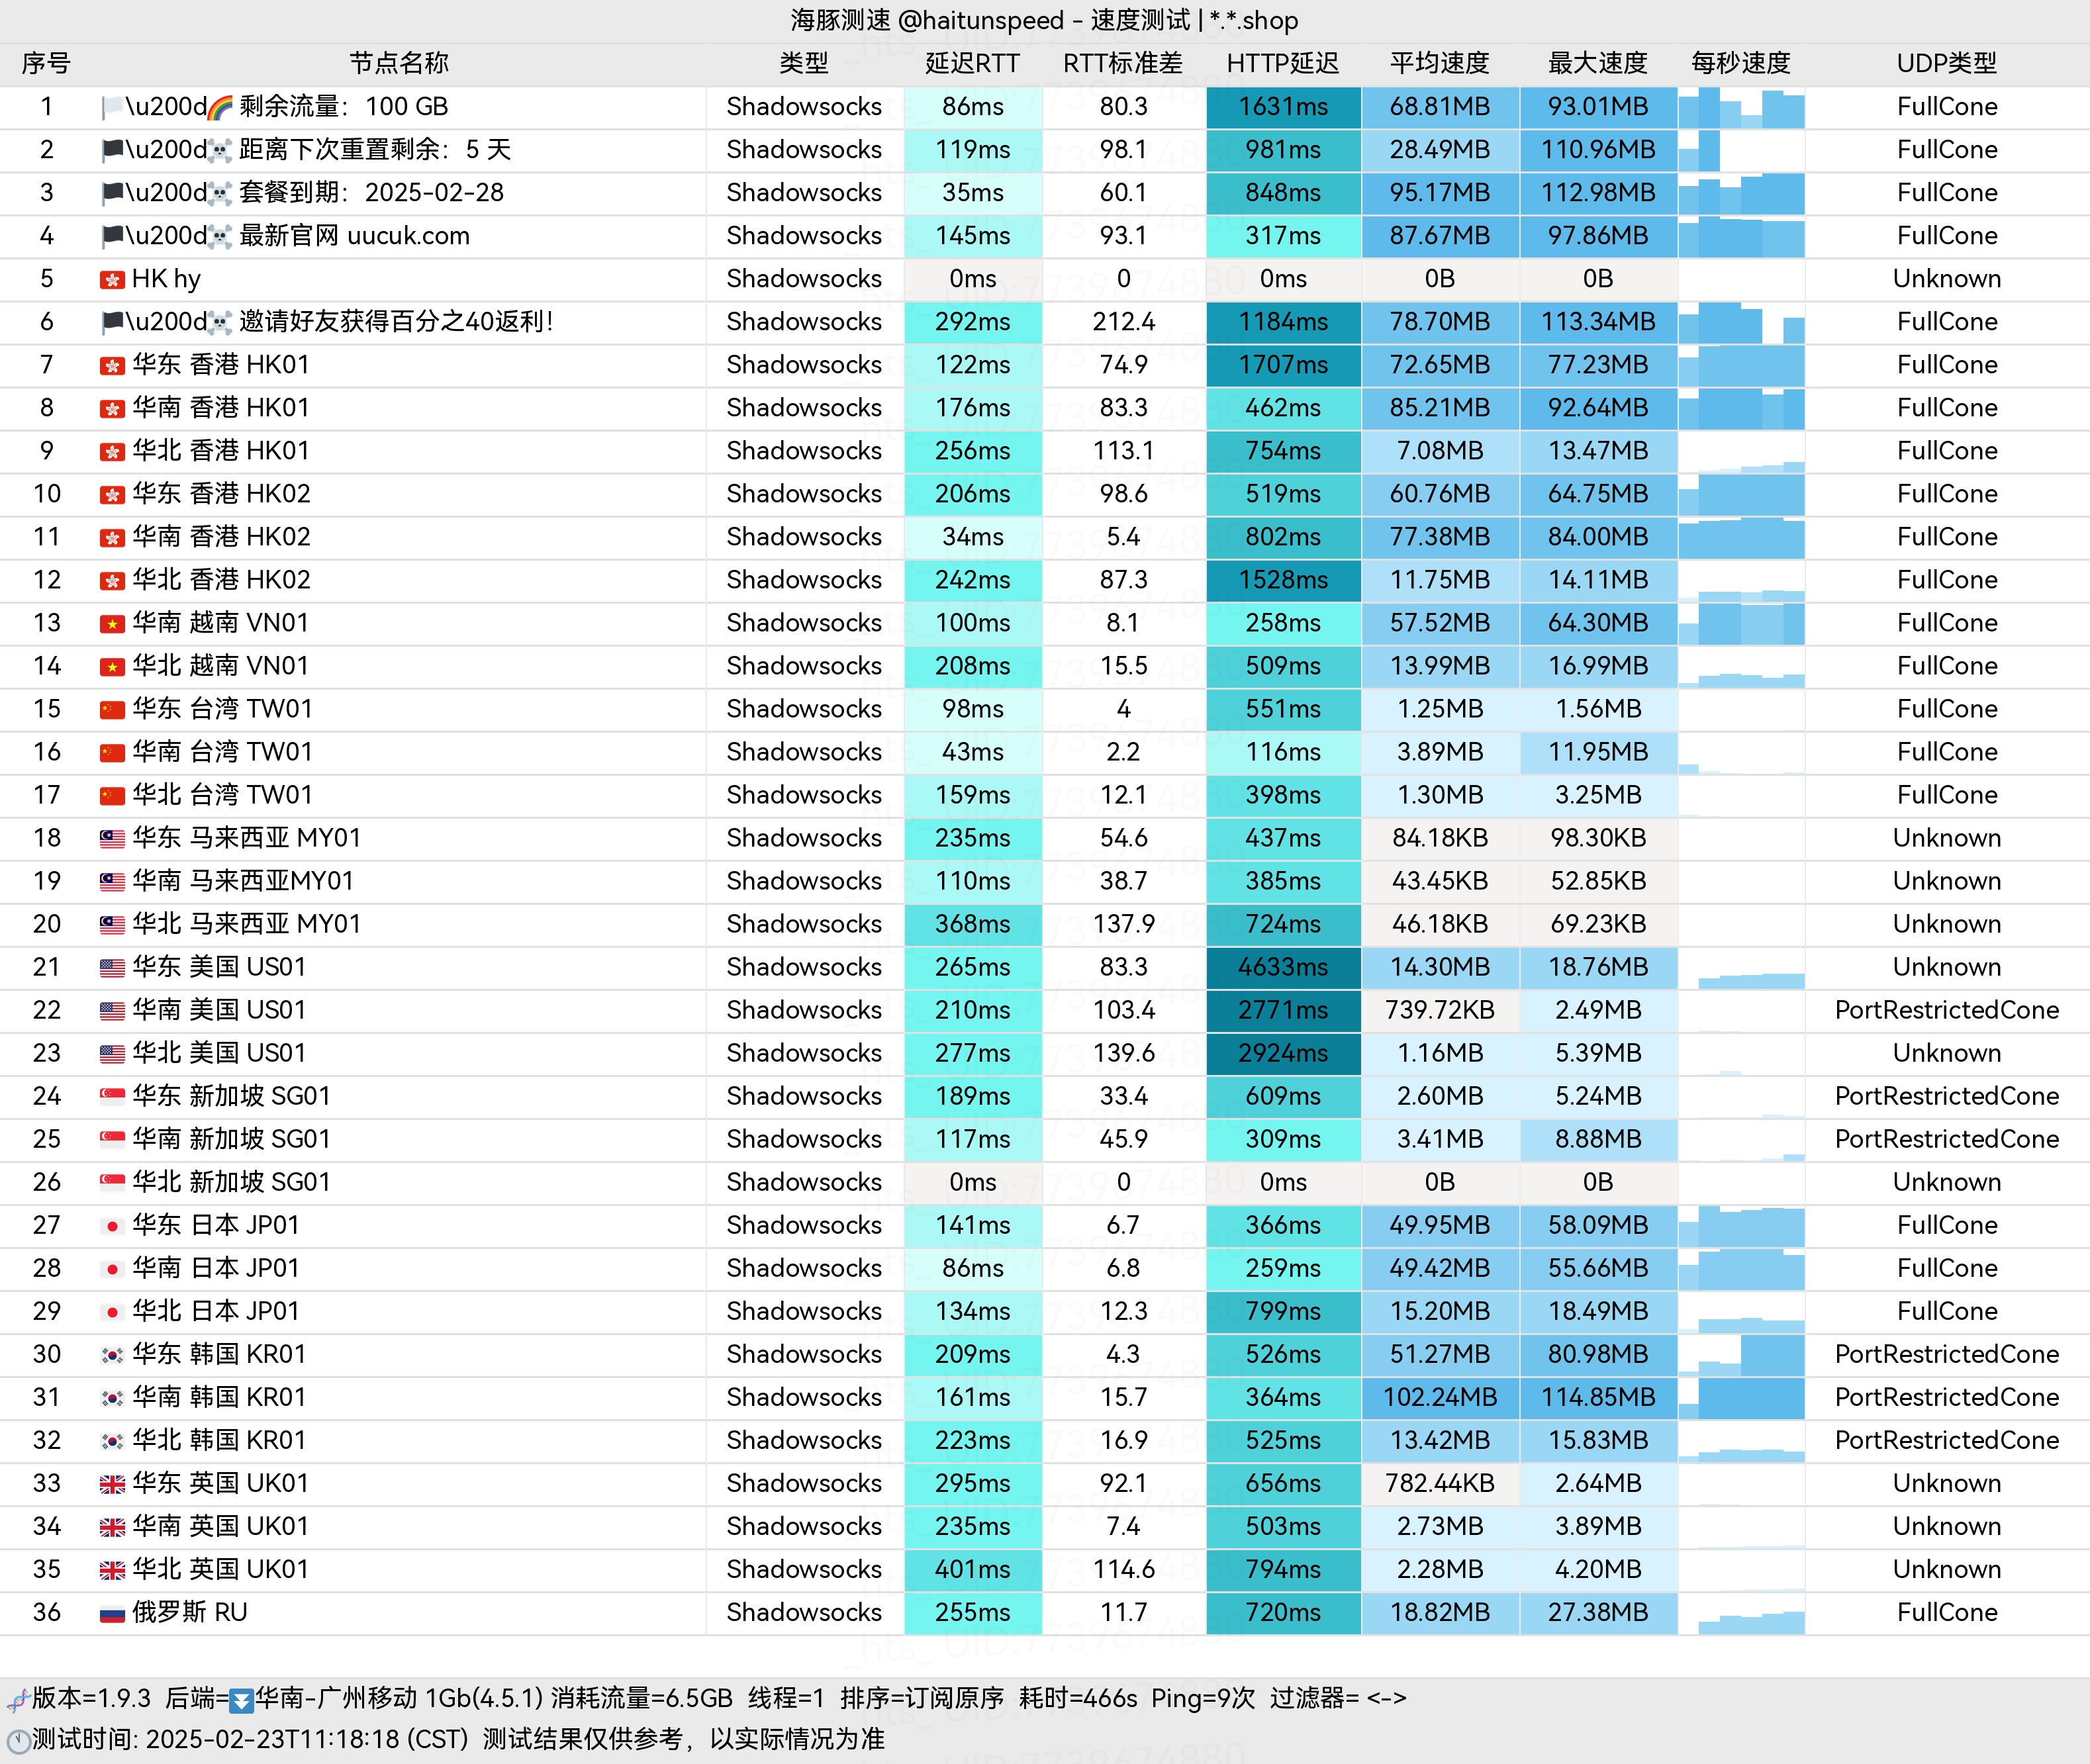 海豚测速 @haitunspeed - 速度测试 | *.*.shop
序号 节点名称 类型 延迟RTT RTT标准差 HTTP延迟 平均速度 最大速度 每秒速度 UDP类型
1 🏳️\u200d🌈 剩余流量：100 GB Shadowsocks 86ms 80.3 1631ms 68.81MB 93.01MB FullCone
2 🏴\u200d☠️ 距离下次重置剩余：5 天 Shadowsocks 119ms 98.1 981ms 28.49MB 110.96MB FullCone
3 🏴\u200d☠️ 套餐到期：2025-02-28 Shadowsocks 35ms 60.1 848ms 95.17MB 112.98MB FullCone
4 🏴\u200d☠️ 最新官网 uucuk.com Shadowsocks 145ms 93.1 317ms 87.67MB 97.86MB FullCone
5 🇭🇰 HK hy Shadowsocks 0ms 0 0ms 0B 0B Unknown
6 🏴\u200d☠️ 邀请好友获得百分之40返利！ Shadowsocks 292ms 212.4 1184ms 78.70MB 113.34MB FullCone
7 🇭🇰 华东 香港 HK01 Shadowsocks 122ms 74.9 1707ms 72.65MB 77.23MB FullCone
8 🇭🇰 华南 香港 HK01 Shadowsocks 176ms 83.3 462ms 85.21MB 92.64MB FullCone
9 🇭🇰 华北 香港 HK01 Shadowsocks 256ms 113.1 754ms 7.08MB 13.47MB FullCone
10 🇭🇰 华东 香港 HK02 Shadowsocks 206ms 98.6 519ms 60.76MB 64.75MB FullCone
11 🇭🇰 华南 香港 HK02 Shadowsocks 34ms 5.4 802ms 77.38MB 84.00MB FullCone
12 🇭🇰 华北 香港 HK02 Shadowsocks 242ms 87.3 1528ms 11.75MB 14.11MB FullCone
13 🇻🇳 华南 越南 VN01 Shadowsocks 100ms 8.1 258ms 57.52MB 64.30MB FullCone
14 🇻🇳 华北 越南 VN01 Shadowsocks 208ms 15.5 509ms 13.99MB 16.99MB FullCone
15 🇨🇳 华东 台湾 TW01 Shadowsocks 98ms 4 551ms 1.25MB 1.56MB FullCone
16 🇨🇳 华南 台湾 TW01 Shadowsocks 43ms 2.2 116ms 3.89MB 11.95MB FullCone
17 🇨🇳 华北 台湾 TW01 Shadowsocks 159ms 12.1 398ms 1.30MB 3.25MB FullCone
18 🇲🇾 华东 马来西亚 MY01 Shadowsocks 235ms 54.6 437ms 84.18KB 98.30KB Unknown
19 🇲🇾 华南 马来西亚MY01 Shadowsocks 110ms 38.7 385ms 43.45KB 52.85KB Unknown
20 🇲🇾 华北 马来西亚 MY01 Shadowsocks 368ms 137.9 724ms 46.18KB 69.23KB Unknown
21 🇺🇸 华东 美国 US01 Shadowsocks 265ms 83.3 4633ms 14.30MB 18.76MB Unknown
22 🇺🇸 华南 美国 US01 Shadowsocks 210ms 103.4 2771ms 739.72KB 2.49MB PortRestrictedCone
23 🇺🇸 华北 美国 US01 Shadowsocks 277ms 139.6 2924ms 1.16MB 5.39MB Unknown
24 🇸🇬 华东 新加坡 SG01 Shadowsocks 189ms 33.4 609ms 2.60MB 5.24MB PortRestrictedCone
25 🇸🇬 华南 新加坡 SG01 Shadowsocks 117ms 45.9 309ms 3.41MB 8.88MB PortRestrictedCone
26 🇸🇬 华北 新加坡 SG01 Shadowsocks 0ms 0 0ms 0B 0B Unknown
27 🇯🇵 华东 日本 JP01 Shadowsocks 141ms 6.7 366ms 49.95MB 58.09MB FullCone
28 🇯🇵 华南 日本 JP01 Shadowsocks 86ms 6.8 259ms 49.42MB 55.66MB FullCone
29 🇯🇵 华北 日本 JP01 Shadowsocks 134ms 12.3 799ms 15.20MB 18.49MB FullCone
30 🇰🇷 华东 韩国 KR01 Shadowsocks 209ms 4.3 526ms 51.27MB 80.98MB PortRestrictedCone
31 🇰🇷 华南 韩国 KR01 Shadowsocks 161ms 15.7 364ms 102.24MB 114.85MB PortRestrictedCone
32 🇰🇷 华北 韩国 KR01 Shadowsocks 223ms 16.9 525ms 13.42MB 15.83MB PortRestrictedCone
33 🇬🇧 华东 英国 UK01 Shadowsocks 295ms 92.1 656ms 782.44KB 2.64MB Unknown
34 🇬🇧 华南 英国 UK01 Shadowsocks 235ms 7.4 503ms 2.73MB 3.89MB Unknown
35 🇬🇧 华北 英国 UK01 Shadowsocks 401ms 114.6 794ms 2.28MB 4.20MB Unknown
36 🇷🇺 俄罗斯 RU Shadowsocks 255ms 11.7 720ms 18.82MB 27.38MB FullCone
🧬版本=1.9.3 后端=⏬华南-广州移动 1Gb(4.5.1) 消耗流量=6.5GB 线程=1 排序=订阅原序 耗时=466s Ping=9次 过滤器= <->
🕚测试时间: 2025-02-23T11:18:18 (CST) 测试结果仅供参考，以实际情况为准